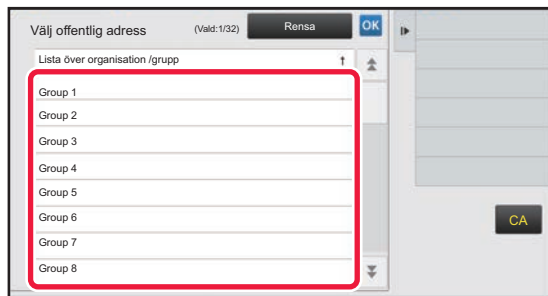 Välj offentlig adress (Vald:1/32) Rensa OK
Lista över organisation /grupp
Group 1
Group 2
Group 3
Group 4
Group 5
Group 6
Group 7
Group 8
CA